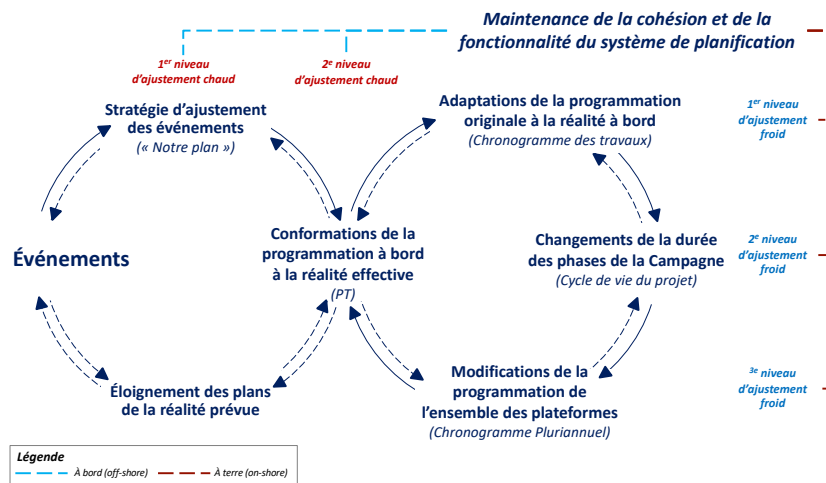 Maintenance de la cohésion et de la
fonctionnalité du système de planification
1er niveau
d'ajustement chaud
2e niveau
d'ajustement chaud
Stratégie d'ajustement
des événements
(« Notre plan »)
Adaptations de la programmation
originale à la réalité à bord
(Chronogramme des travaux)
1er niveau
d'ajustement
froid
Événements
Conformations de la
programmation à bord
à la réalité effective
(PT)
Changements de la durée
des phases de la Campagne
(Cycle de vie du projet)
2e niveau
d'ajustement
froid
Éloignement des plans
de la réalité prévue
Modifications de la
programmation de
l'ensemble des plateformes
(Chronogramme Pluriannuel)
3e niveau
d'ajustement
froid
Légende
À bord (off-shore)
À terre (on-shore)